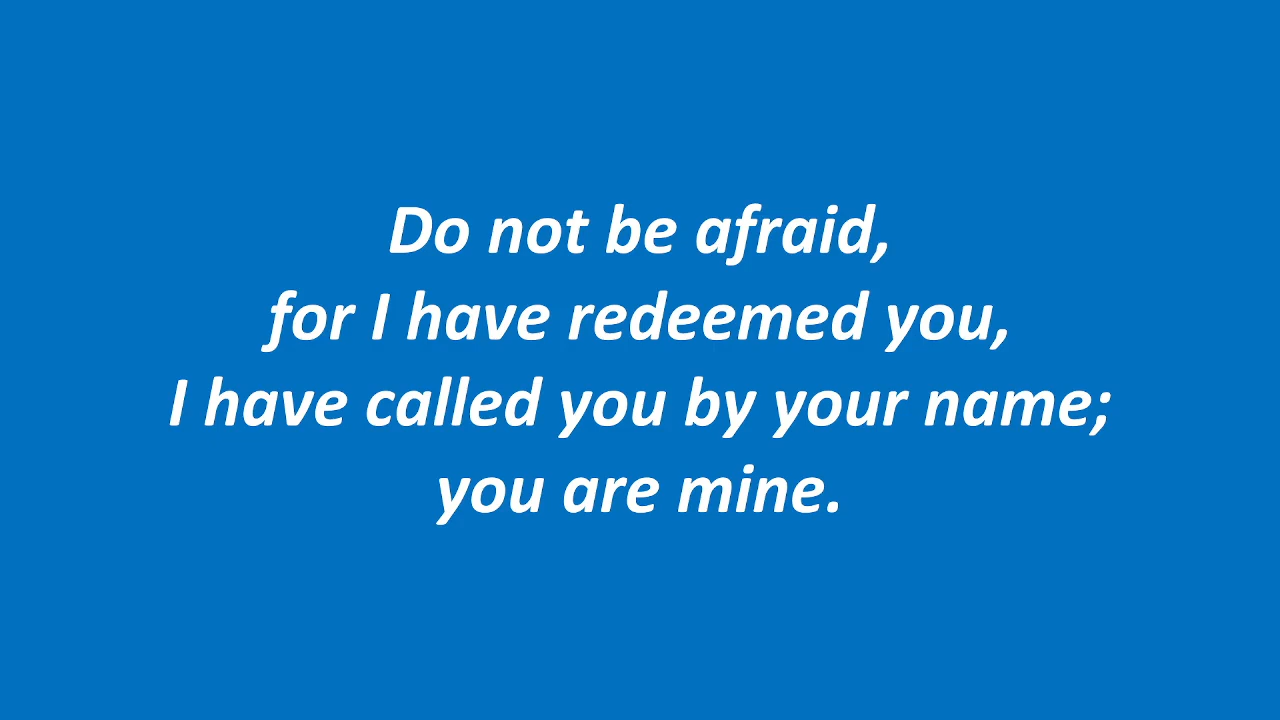 Do not be afraid,
for I have redeemed you,
I have called you by your name;
you are mine.